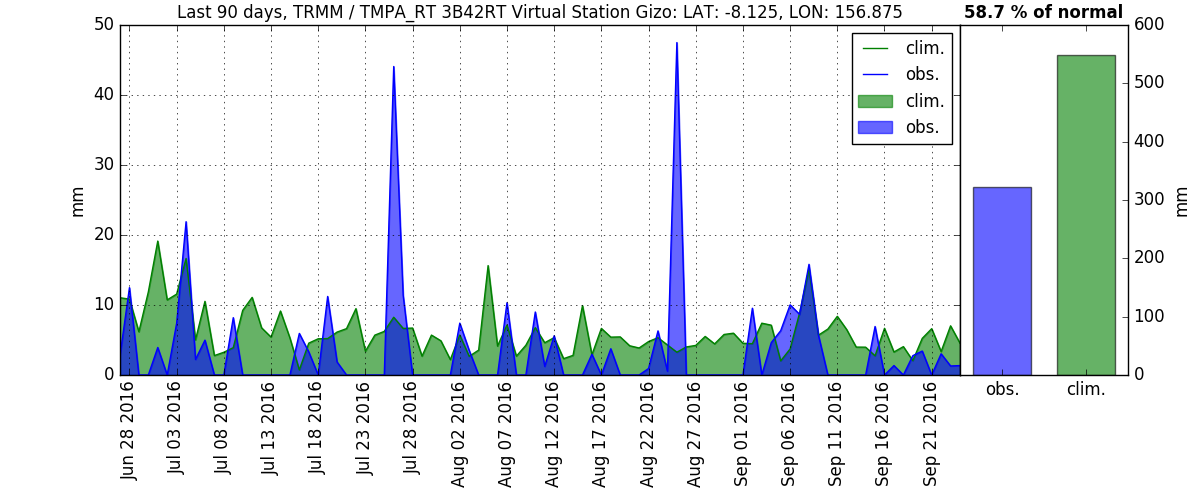 Last 90 days, TRMM / TMPA_RT 3B42RT Virtual Station Gizo: LAT: -8.125, LON: 156.875
58.7 % of normal
50
40
30
20
10
0
mm
clim.
obs.
clim.
obs.
600
500
400
300
200
100
0
mm
Jun 28 2016
Jul 03 2016
Jul 08 2016
Jul 13 2016
Jul 18 2016
Jul 23 2016
Jul 28 2016
Aug 02 2016
Aug 07 2016
Aug 12 2016
Aug 17 2016
Aug 22 2016
Aug 27 2016
Sep 01 2016
Sep 06 2016
Sep 11 2016
Sep 16 2016
Sep 21 2016
obs.
clim.